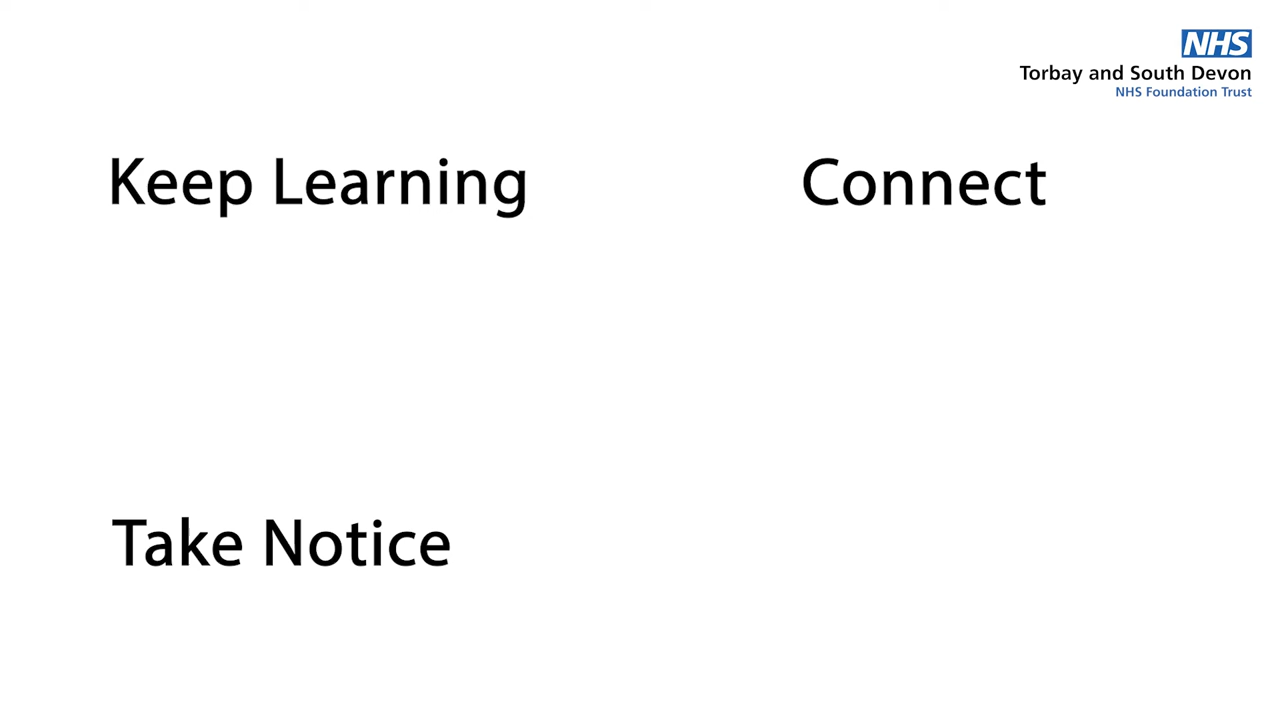 NHS
Torbay and South Devon
NHS Foundation Trust
Keep Learning
Connect
Take Notice